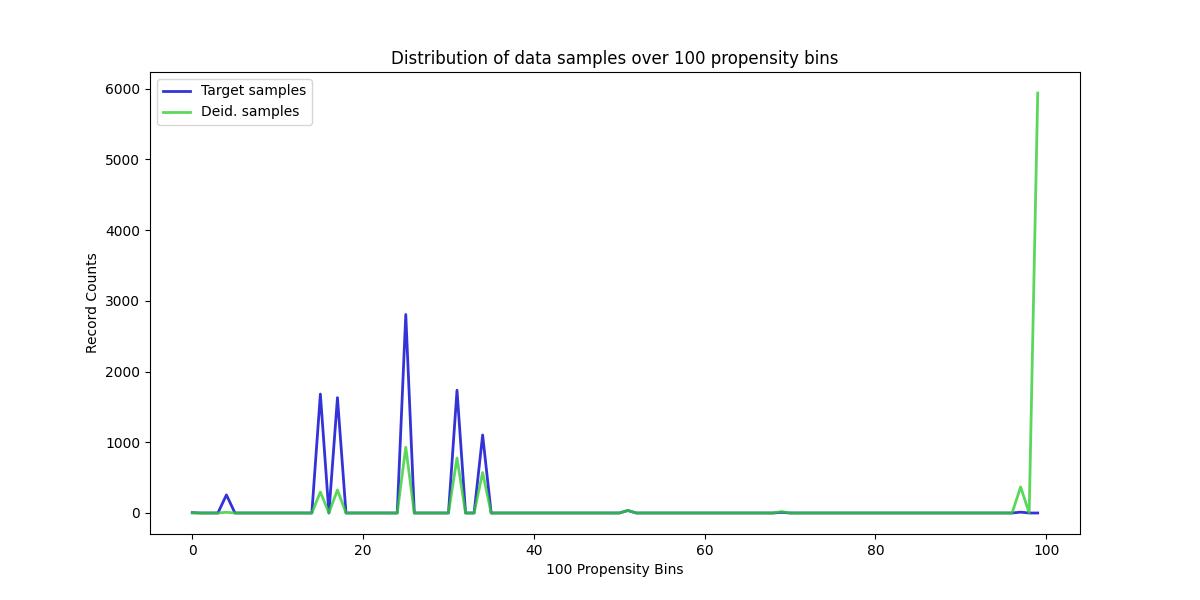 Distribution of data samples over 100 propensity bins
Target samples
Deid. samples
6000
5000
4000
3000
2000
1000
0
Record Counts
0 20 40 60 80 100
100 Propensity Bins